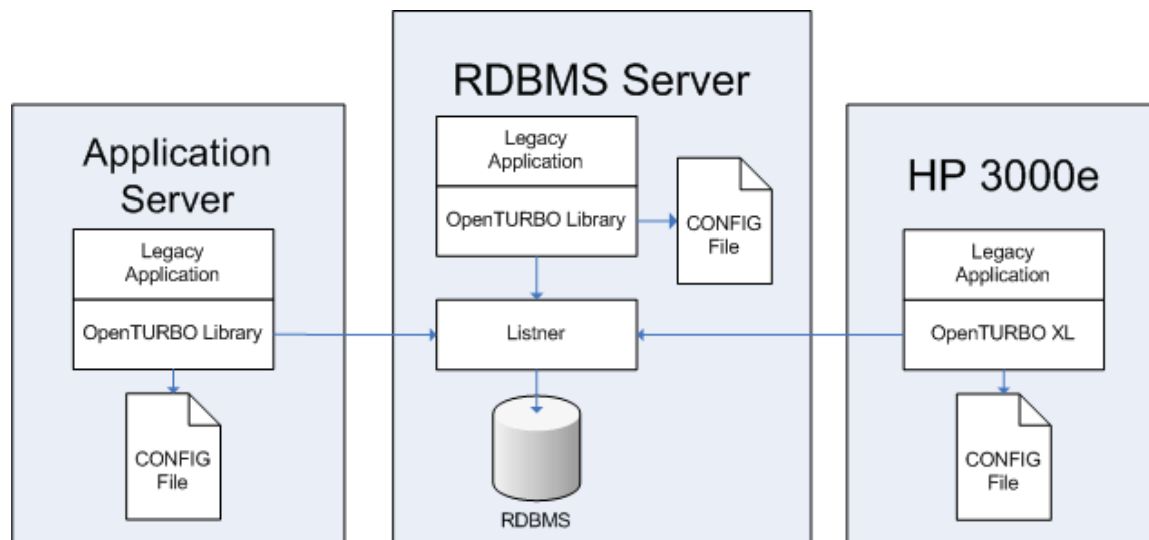 Application
Server
Legacy
Application
OpenTURBO Library
CONFIG
File
RDBMS Server
Legacy
Application
OpenTURBO Library
CONFIG
File
Listner
RDBMS
HP 3000e
Legacy
Application
OpenTURBO XL
CONFIG
File